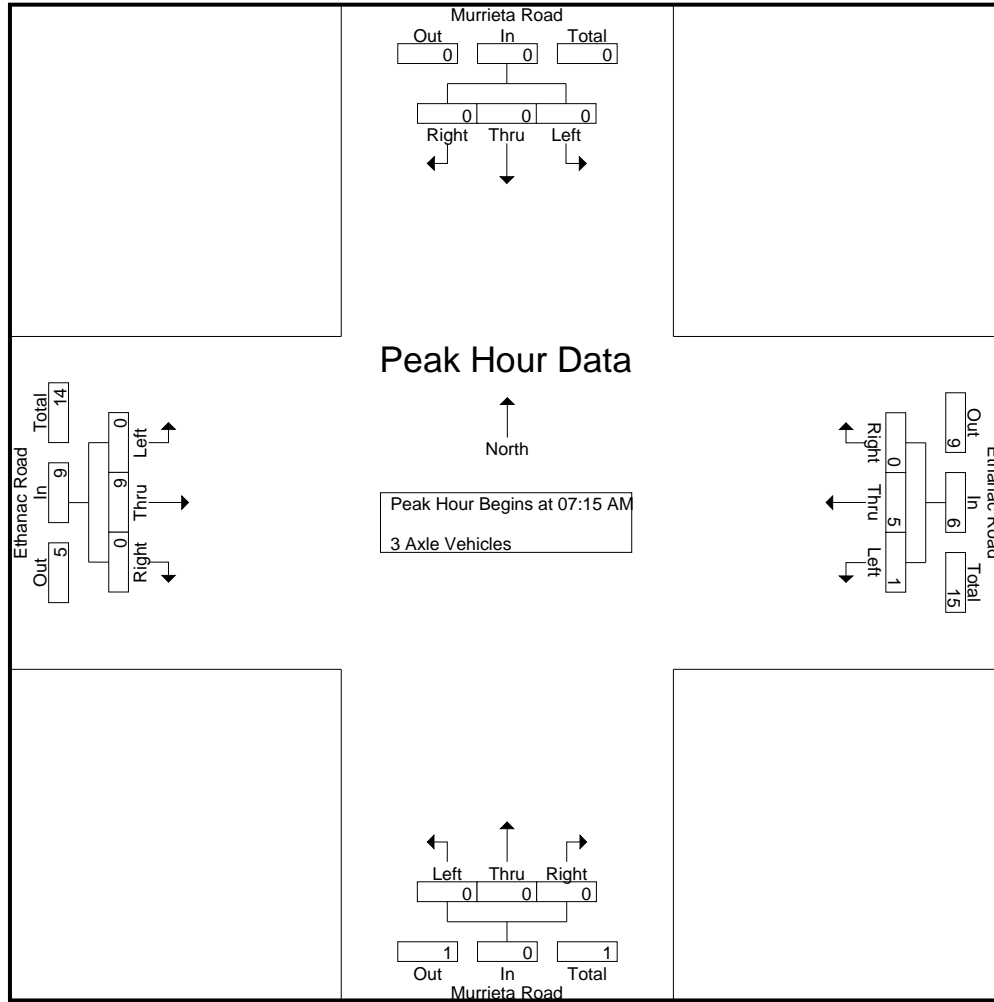 Murrieta Road
Out In Total
0 0 0
0 0 0
Right Thru Left
Peak Hour Data
North
Peak Hour Begins at 07:15 AM
3 Axle Vehicles
Ethanac Road
Out In Total
5 9 14
0 9 0
Right Thru Left
Ethanac Road
Out In Total
9 6 15
0 5 1
Right Thru Left
Left Thru Right
0 0 0
1 0 1
Out In Total
Murrieta Road